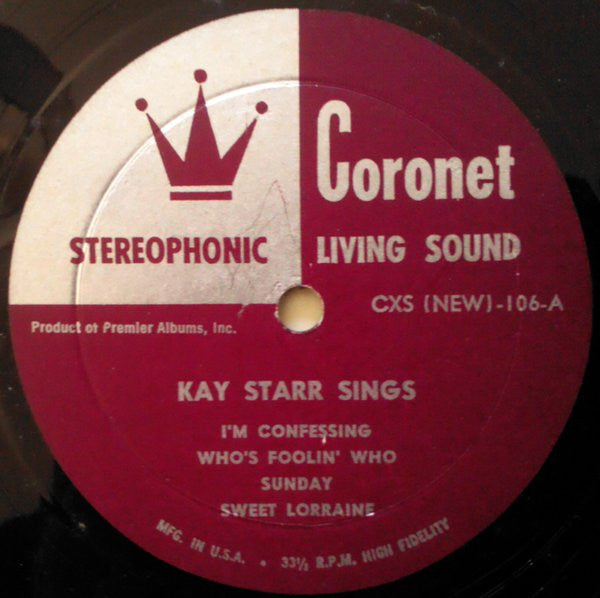 Coronet
STEREOPHONIC LIVING SOUND
CXS (NEW)-106-A
Product of Premier Albums, Inc.
KAY STARR SINGS
I'M CONFESSING
WHO'S FOOLIN' WHO
SUNDAY
SWEET LORRAINE
MFG. IN U.S.A. • 33⅓ R.P.M. HIGH FIDELITY